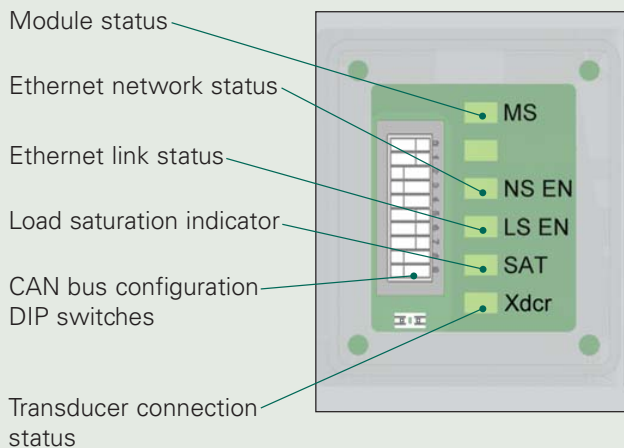 Module status
Ethernet network status
Ethernet link status
Load saturation indicator
CAN bus configuration
DIP switches
Transducer connection
status
MS
NS EN
LS EN
SAT
Xdcr